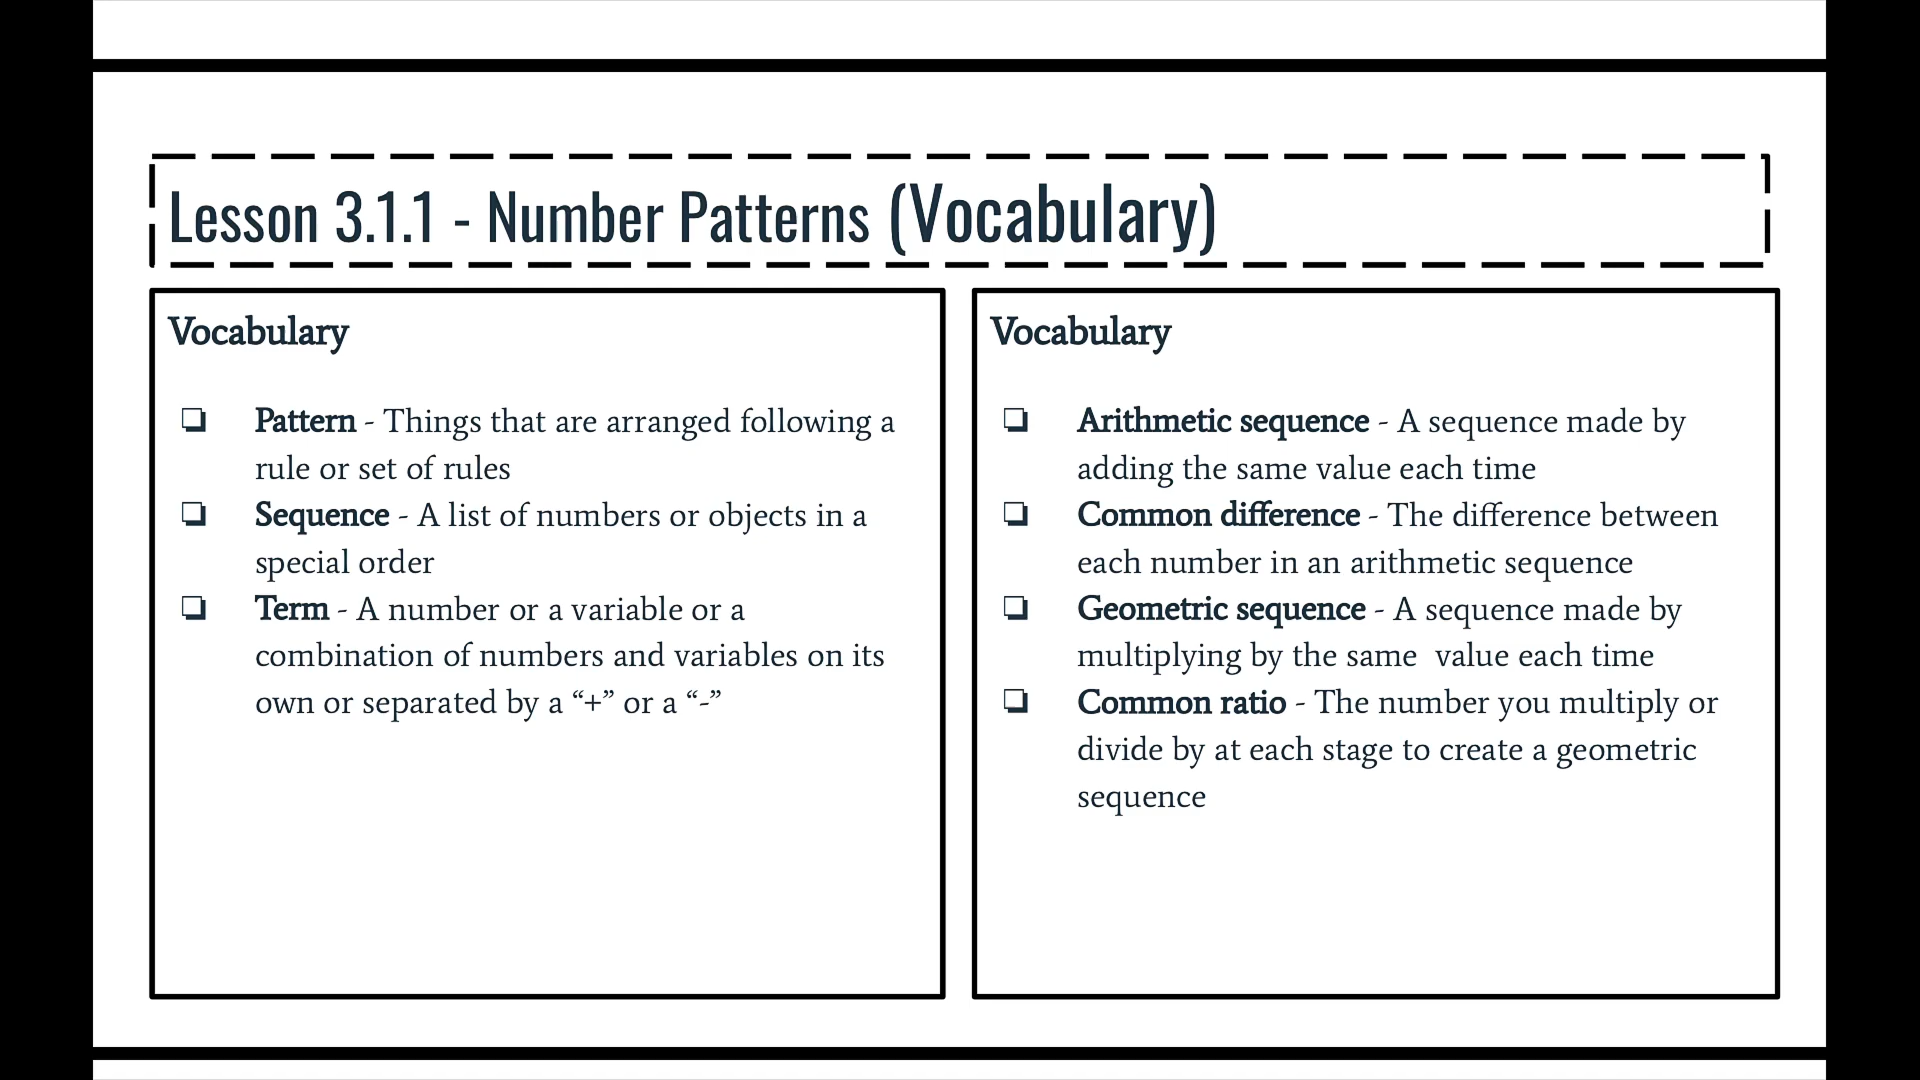 Lesson 3.1.1 - Number Patterns (Vocabulary)
Vocabulary
❏ Pattern - Things that are arranged following a
rule or set of rules
❏ Sequence - A list of numbers or objects in a
special order
❏ Term - A number or a variable or a
combination of numbers and variables on its
own or separated by a “+” or a “-”
Vocabulary
❏ Arithmetic sequence - A sequence made by
adding the same value each time
❏ Common difference - The difference between
each number in an arithmetic sequence
❏ Geometric sequence - A sequence made by
multiplying by the same  value each time
❏ Common ratio - The number you multiply or
divide by at each stage to create a geometric
sequence